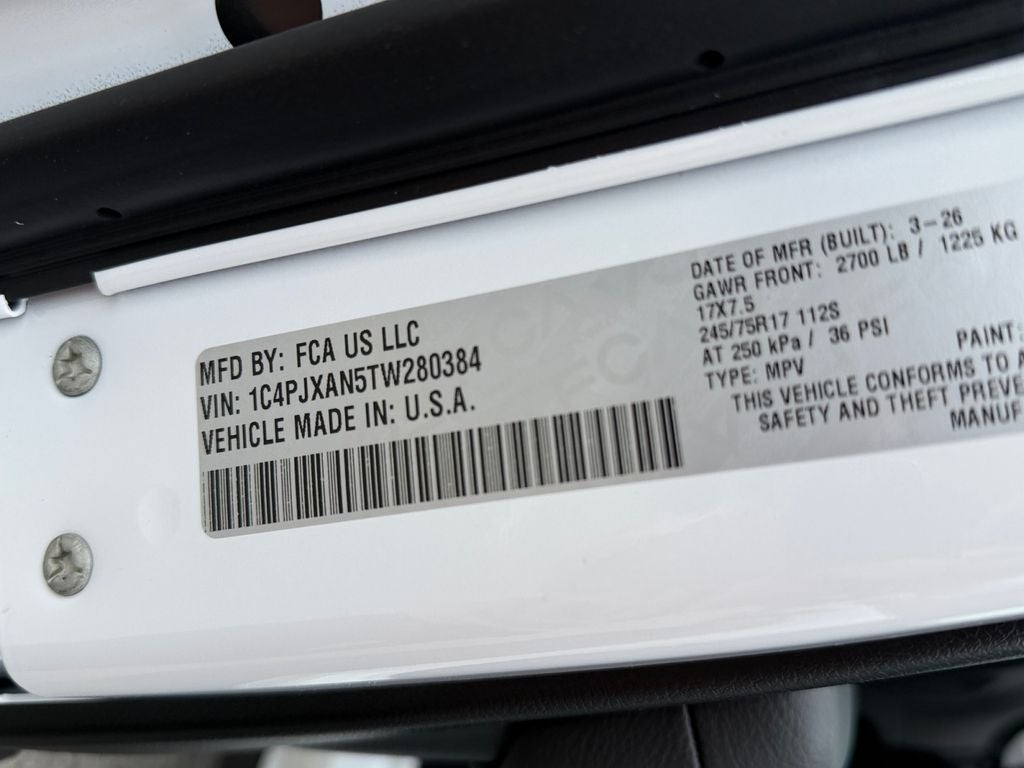 MFD BY: FCA US LLC
VIN: 1C4PJXAN5TW280384
VEHICLE MADE IN: U.S.A.
DATE OF MFR (BUILT): 3-26
GAWR FRONT: 2700 LB / 1225 KG
17X7.5
245/75R17 112S
AT 250 kPa / 36 PSI
TYPE: MPV
PAINT:
THIS VEHICLE CONFORMS TO A
SAFETY AND THEFT PREVE
MANUF